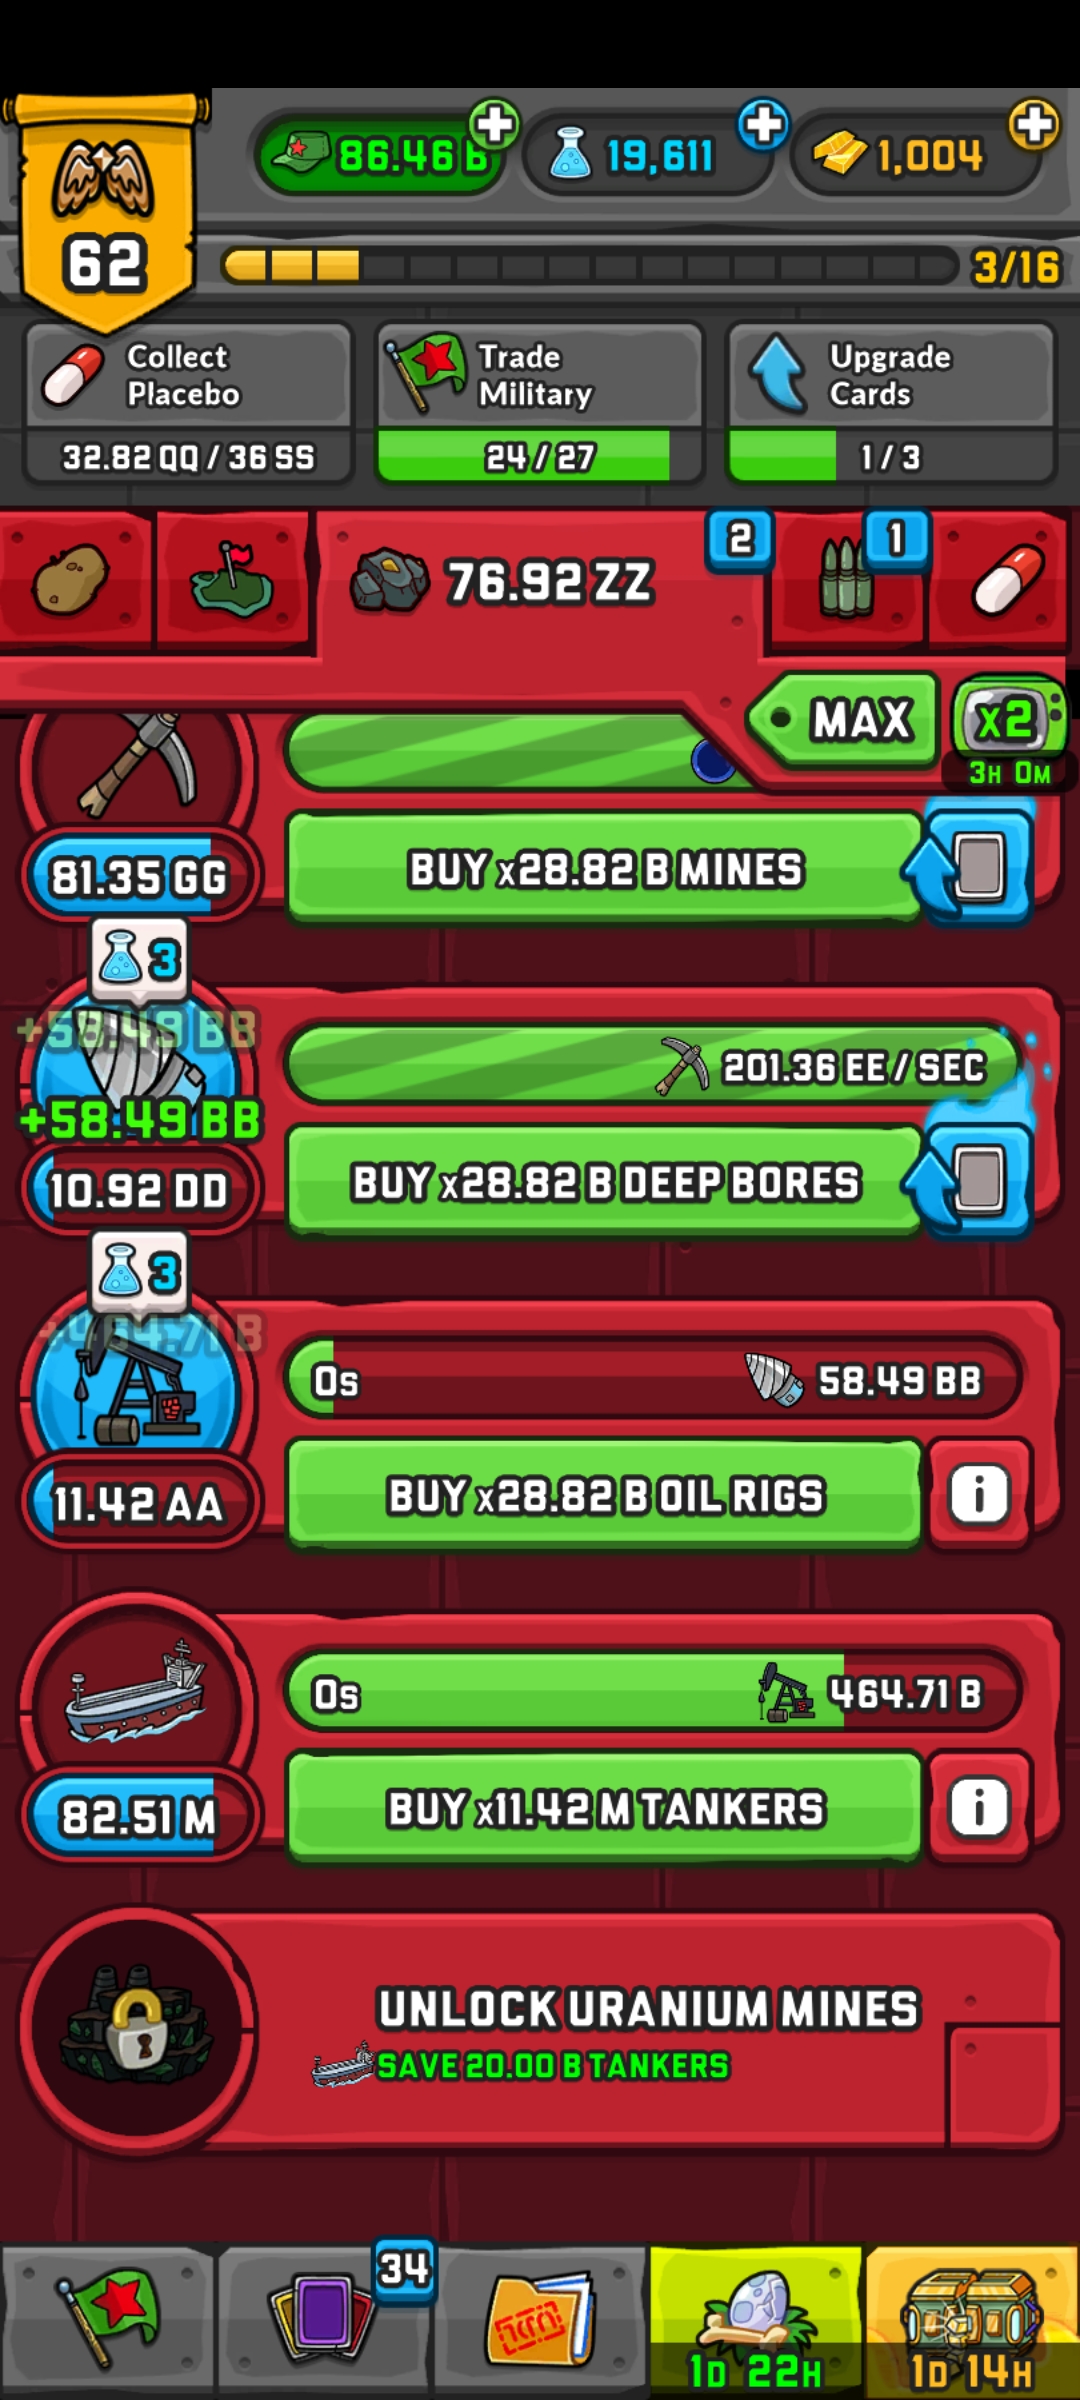 62
86.46 B
19,611
1,004
3/16
Collect
Placebo
32.82 QQ / 36 SS
Trade
Military
24 / 27
Upgrade
Cards
1 / 3
76.92 ZZ
2
1
MAX
x2
3H 0M
81.35 GG
BUY x28.82 B MINES
3
+58.49 BB
+58.49 BB
10.92 DD
201.36 EE / SEC
BUY x28.82 B DEEP BORES
3
+464.71 B
11.42 AA
0s
58.49 BB
BUY x28.82 B OIL RIGS
i
82.51 M
0s
464.71 B
BUY x11.42 M TANKERS
i
UNLOCK URANIUM MINES
SAVE 20.00 B TANKERS
34
1D 22H
1D 14H